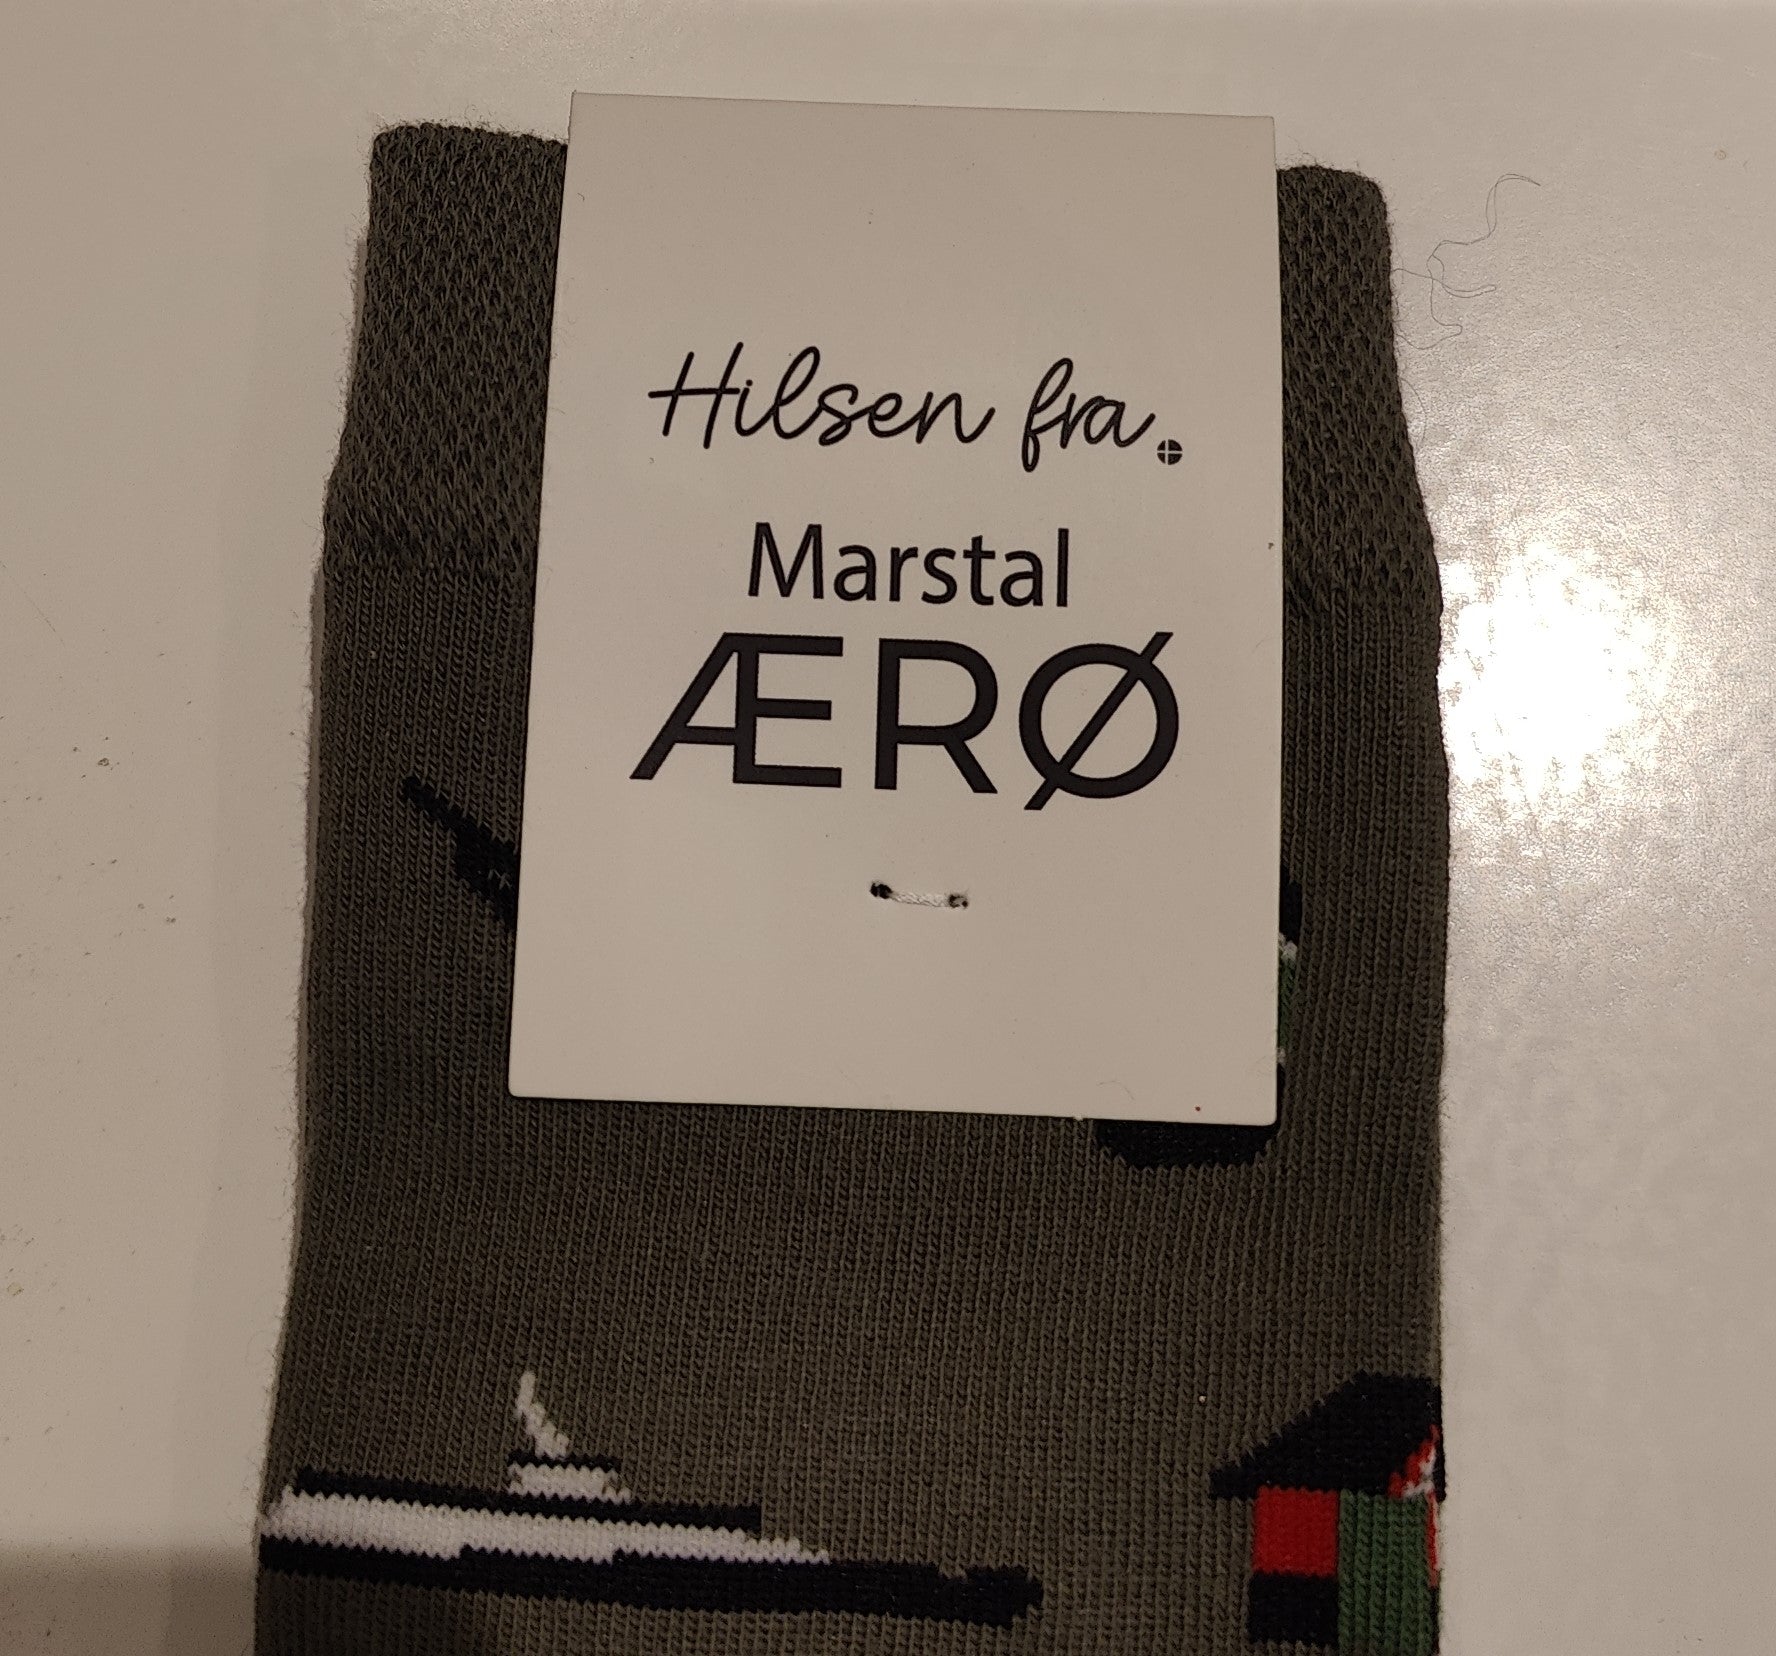 Hilsen fra.
Marstal
ÆRØ